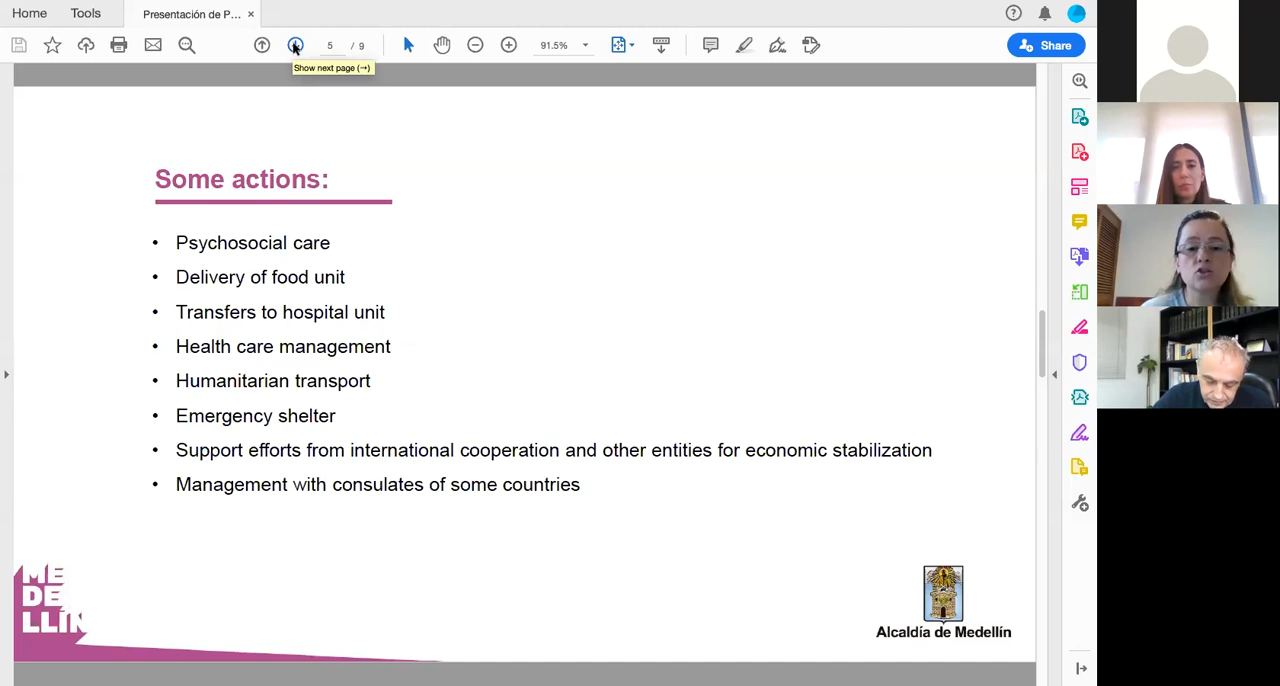 Home
Tools
Presentación de P...
×
5 / 9
91.5%
Share
Show next page (→)
Some actions:
• Psychosocial care
• Delivery of food unit
• Transfers to hospital unit
• Health care management
• Humanitarian transport
• Emergency shelter
• Support efforts from international cooperation and other entities for economic stabilization
• Management with consulates of some countries
ME
DE
LLÍN
Alcaldía de Medellín